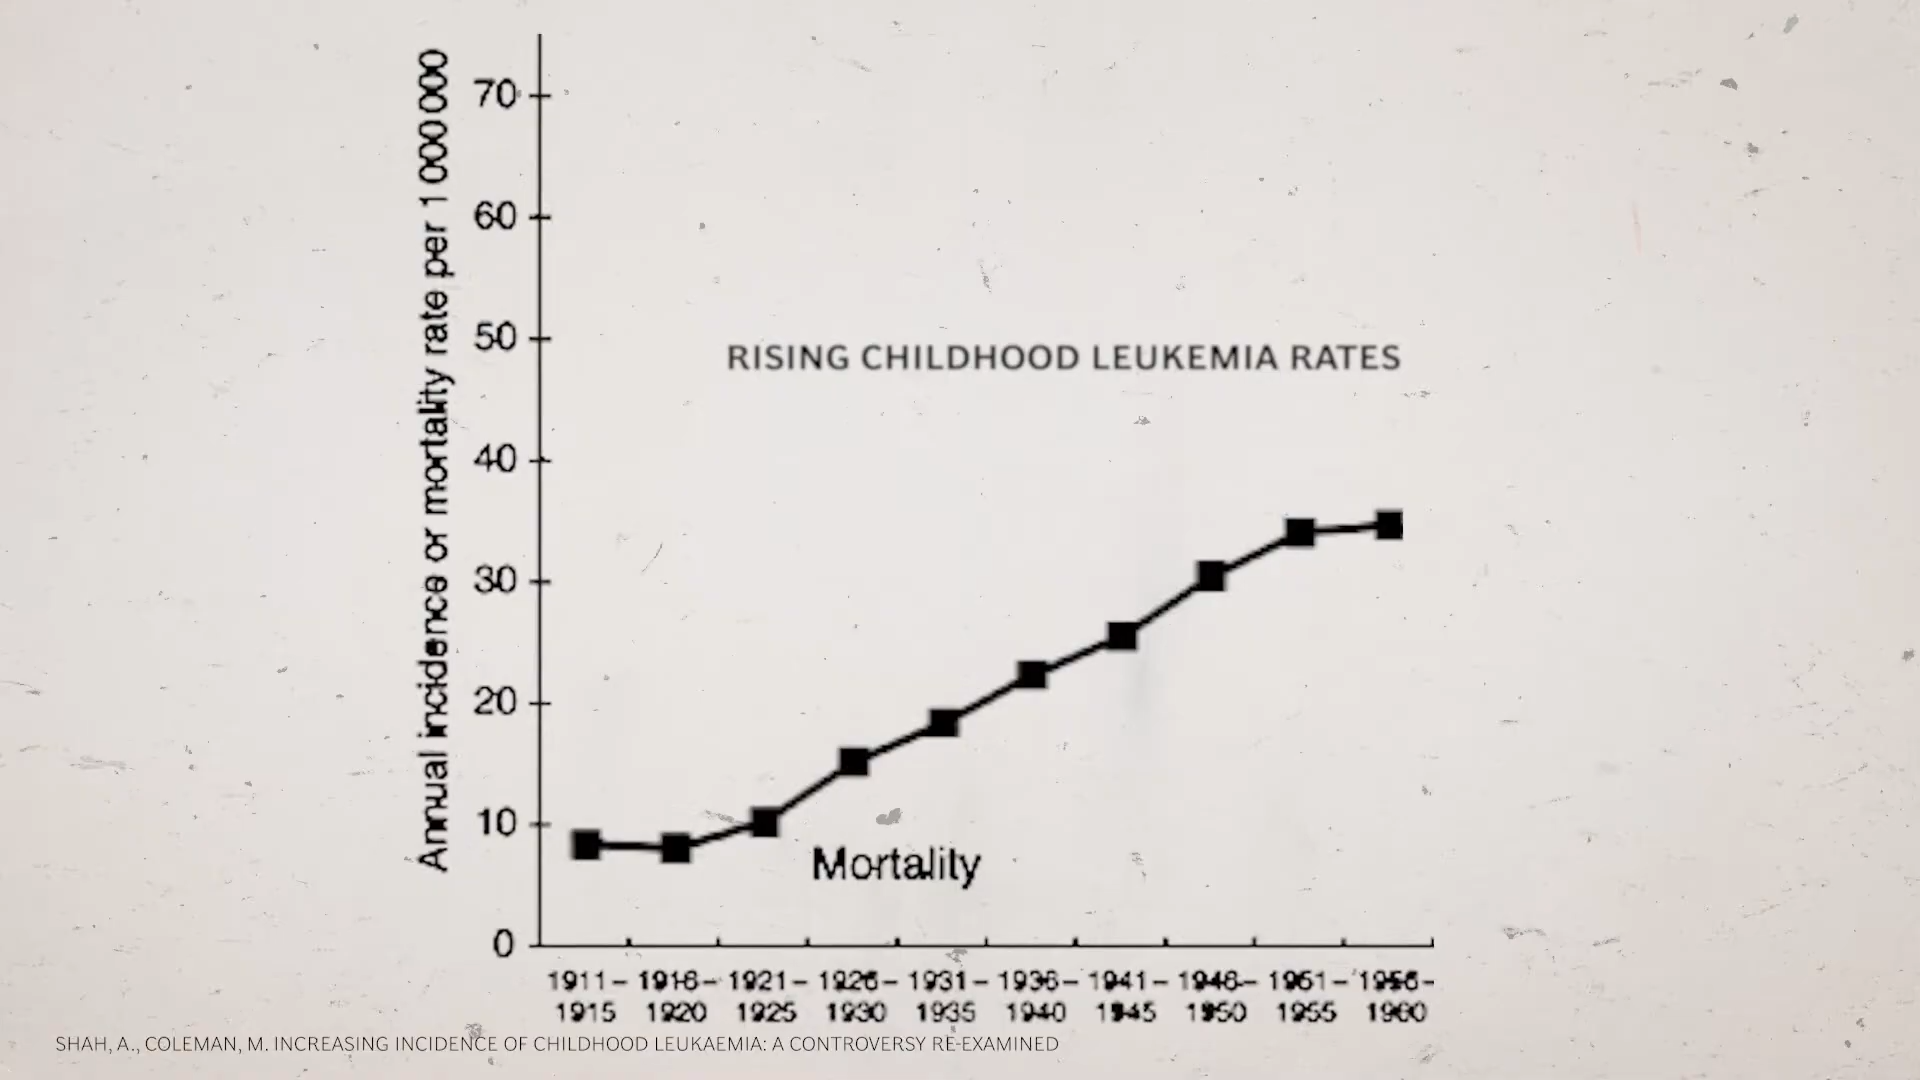 Annual incidence or mortality rate per 1 000 000
70
60
50
40
30
20
10
0
RISING CHILDHOOD LEUKEMIA RATES
Mortality
1911– 1916– 1921– 1926– 1931– 1936– 1941– 1946– 1951– 1956–
1915 1920 1925 1930 1935 1940 1945 1950 1955 1960
SHAH, A., COLEMAN, M. INCREASING INCIDENCE OF CHILDHOOD LEUKAEMIA: A CONTROVERSY RE-EXAMINED